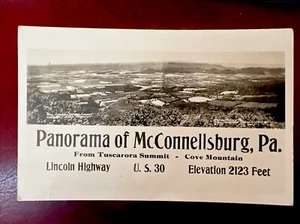 Panorama of McConnellsburg, Pa.
From Tuscarora Summit - Cove Mountain
Lincoln Highway U. S. 30 Elevation 2123 Feet